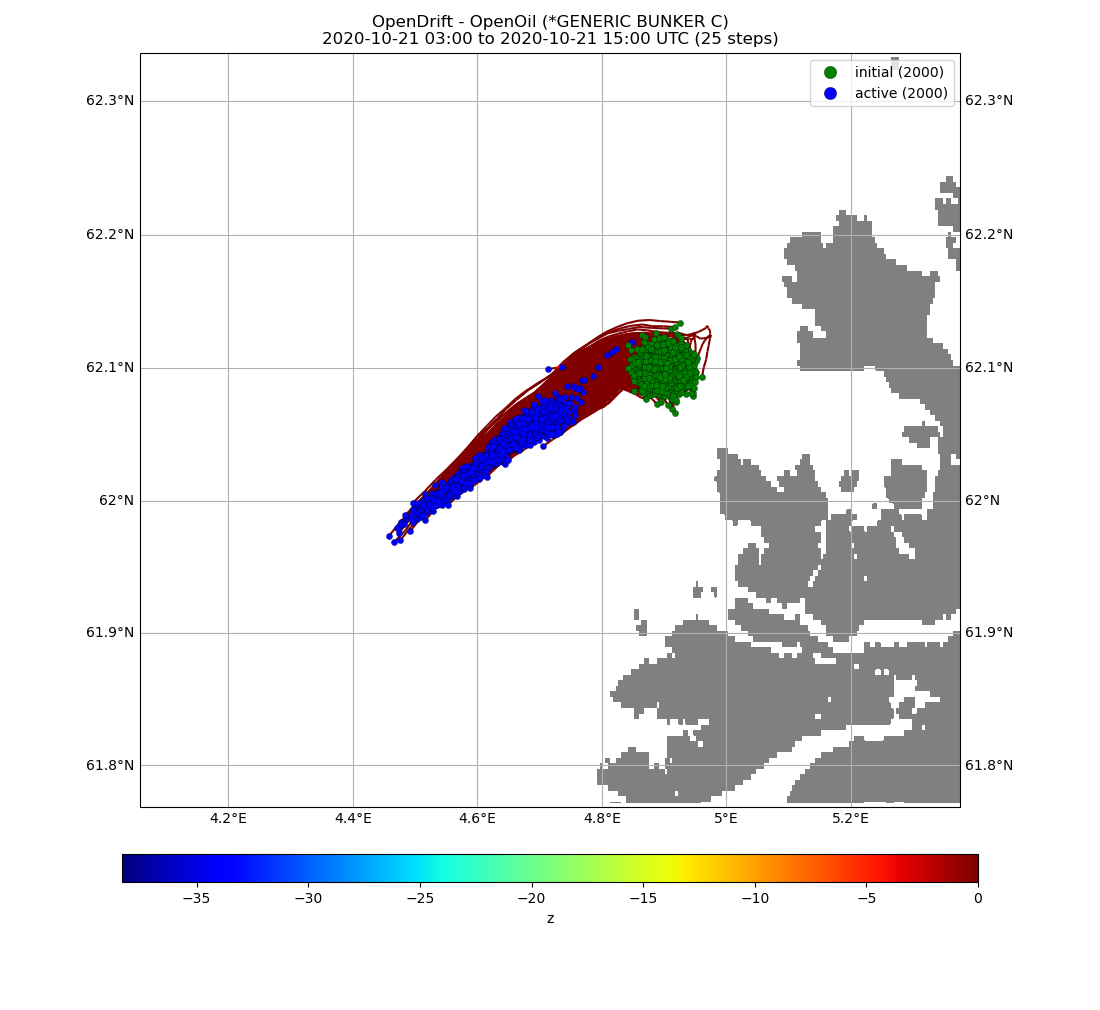 OpenDrift - OpenOil (*GENERIC BUNKER C)
2020-10-21 03:00 to 2020-10-21 15:00 UTC (25 steps)
initial (2000)
active (2000)
62.3°N 62.3°N
62.2°N 62.2°N
62.1°N 62.1°N
62°N 62°N
61.9°N 61.9°N
61.8°N 61.8°N
4.2°E 4.4°E 4.6°E 4.8°E 5°E 5.2°E
−35 −30 −25 −20 −15 −10 −5 0
z